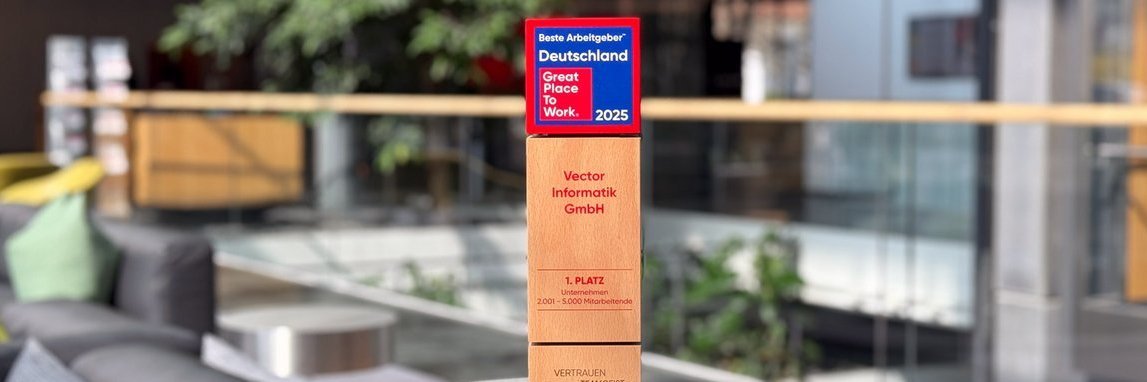 Beste Arbeitgeber™
Deutschland
Great
Place
To
Work®
2025
Vector
Informatik
GmbH
1. PLATZ
Unternehmen
2.001 – 5.000 Mitarbeitende
VERTRAUEN